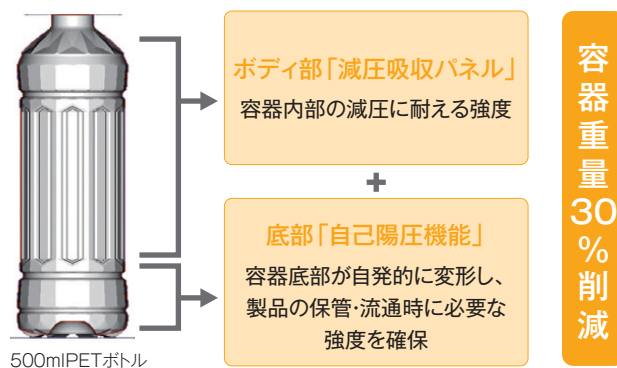 ボディ部「減圧吸収パネル」
容器内部の減圧に耐える強度
+
底部「自己陽圧機能」
容器底部が自発的に変形し、
製品の保管・流通時に必要な
強度を確保
500mlPETボトル
容器重量30%削減